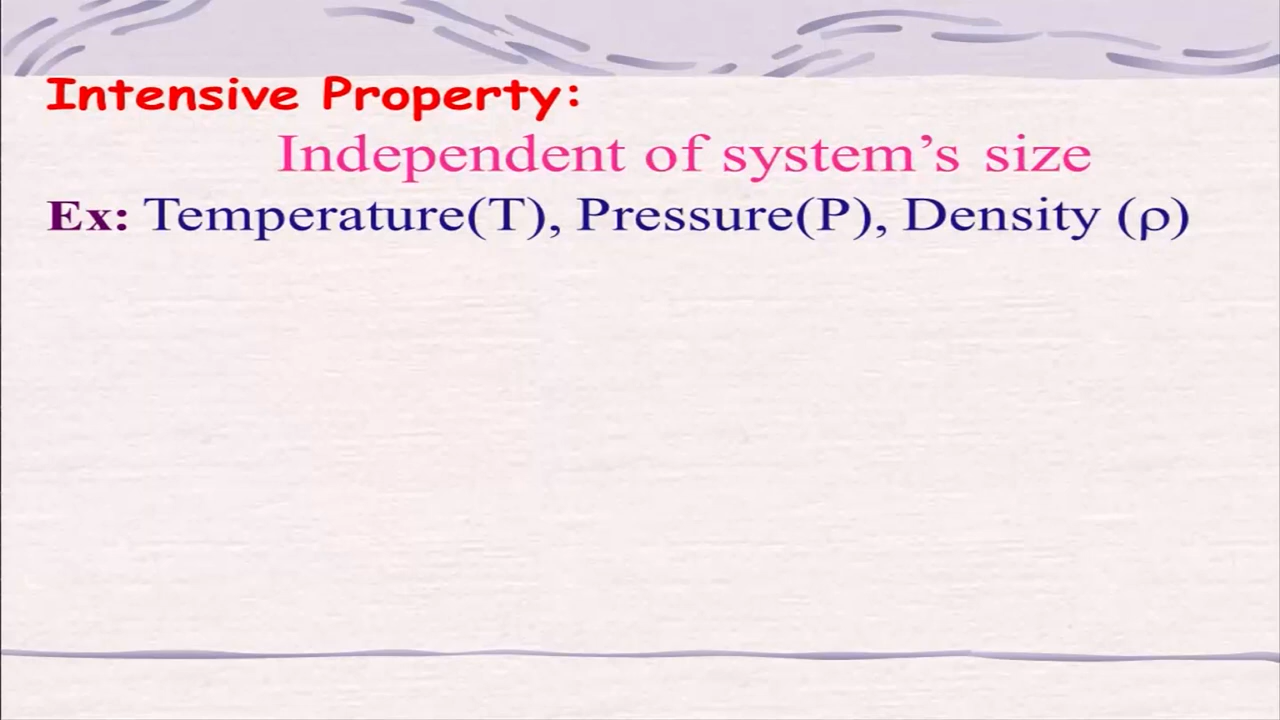 Intensive Property:
Independent of system’s size
Ex: Temperature(T), Pressure(P), Density (ρ)